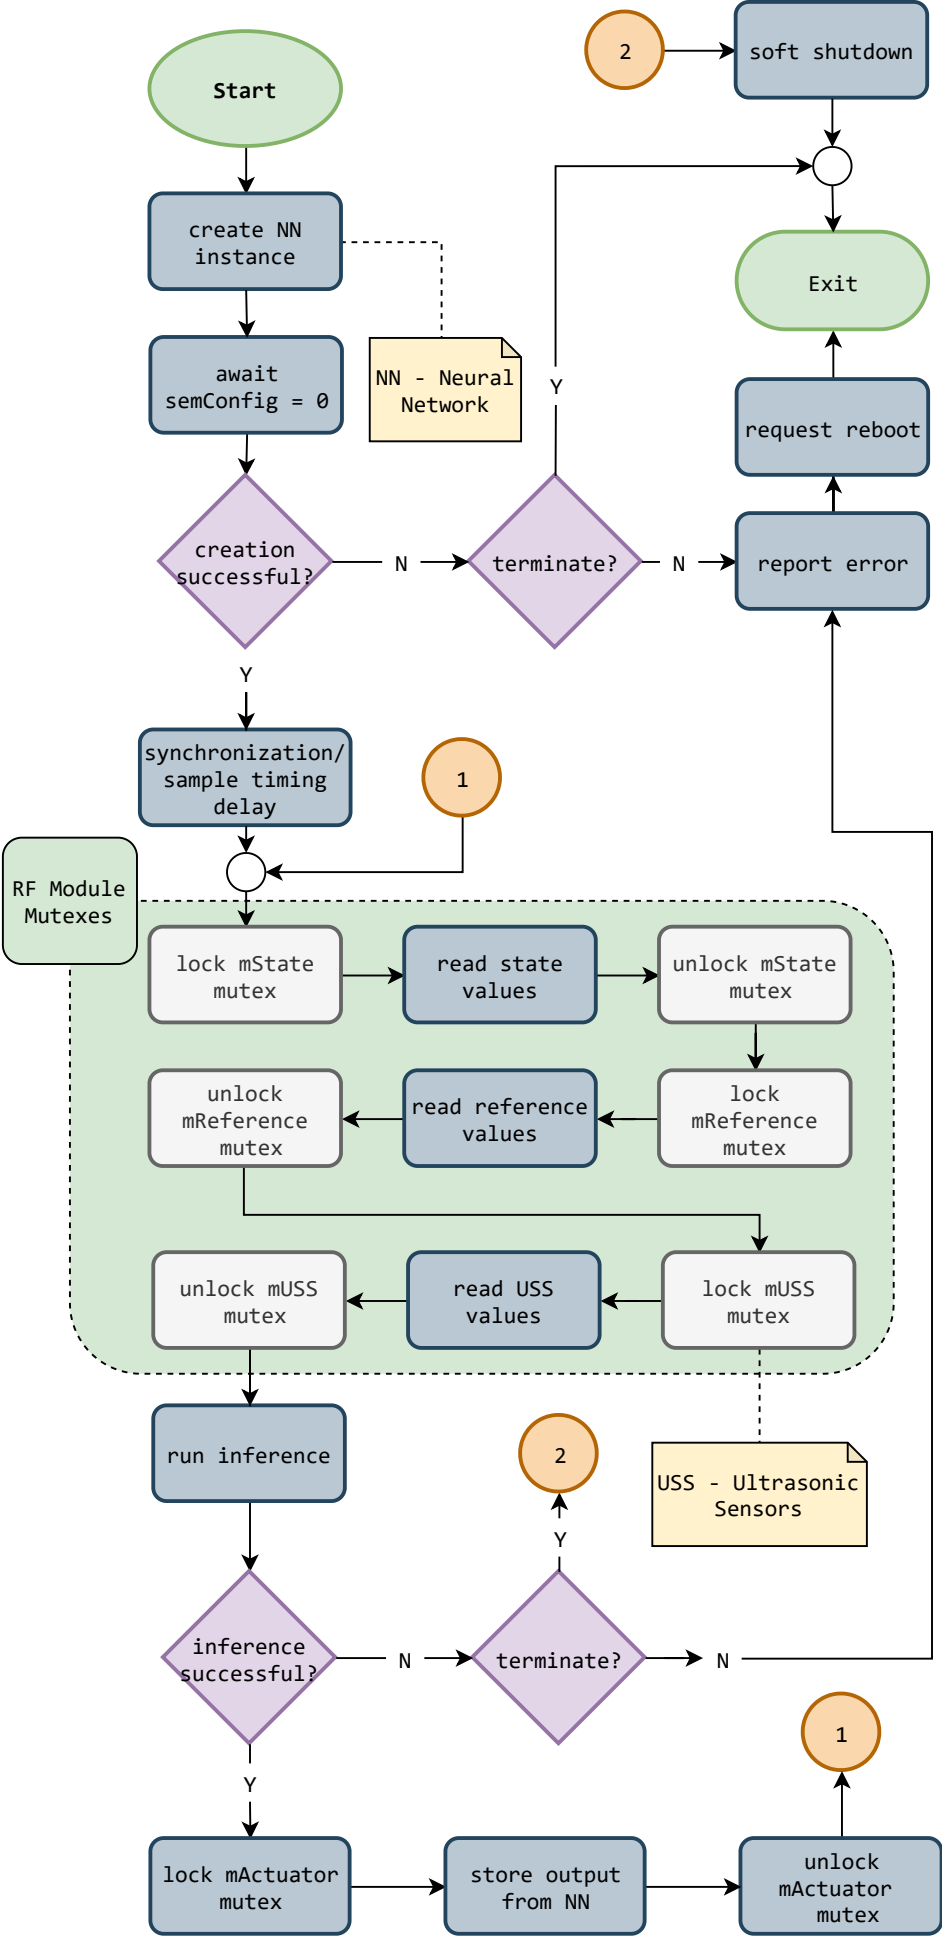 2
soft shutdown
Start
create NN
instance
Exit
await
semConfig = 0
NN - Neural
Network
Y
request reboot
creation
successful?
N
terminate?
N
report error
Y
synchronization/
sample timing
delay
1
RF Module
Mutexes
lock mState
mutex
read state
values
unlock mState
mutex
unlock
mReference
mutex
read reference
values
lock
mReference
mutex
unlock mUSS
mutex
read USS
values
lock mUSS
mutex
run inference
2
USS - Ultrasonic
Sensors
Y
inference
successful?
N
terminate?
N
1
Y
lock mActuator
mutex
store output
from NN
unlock
mActuator
mutex